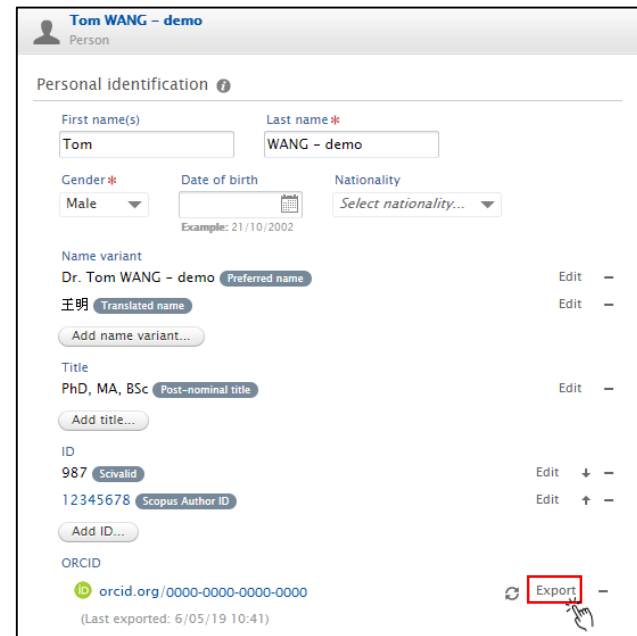 Tom WANG – demo
Person
Personal identification
First name(s) Last name*
Tom WANG – demo
Gender* Date of birth Nationality
Male Select nationality...
Example: 21/10/2002
Name variant
Dr. Tom WANG – demo Preferred name Edit –
王明 Translated name Edit –
Add name variant...
Title
PhD, MA, BSc Post-nominal title Edit –
Add title...
ID
987 Scivalid Edit ↓ –
12345678 Scopus Author ID Edit ↑ –
Add ID...
ORCID
iD orcid.org/0000-0000-0000-0000 Export –
(Last exported: 6/05/19 10:41)